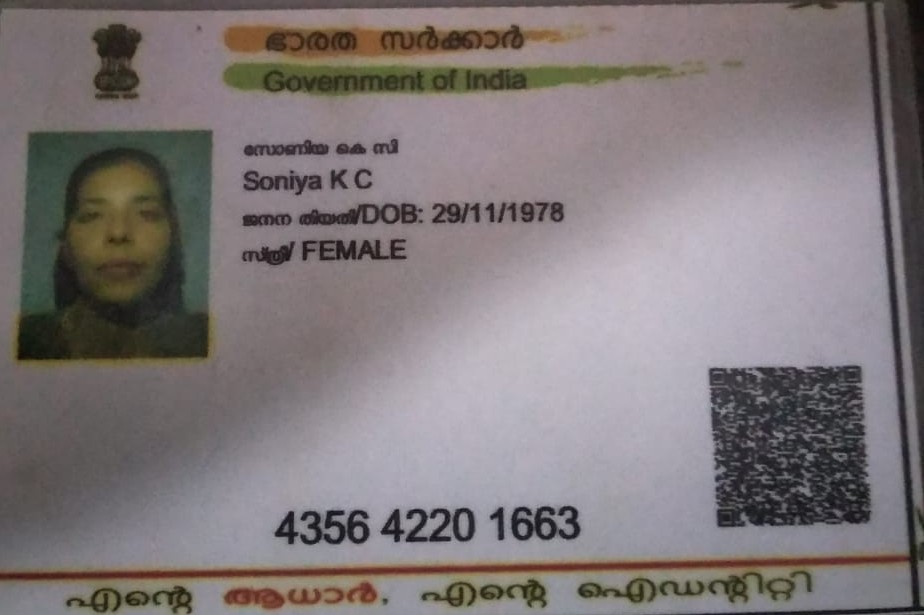 ഭാരത സർക്കാർ
Government of India
സോണിയ കെ സി
Soniya K C
ജനന തിയതി/DOB: 29/11/1978
സ്ത്രീ/ FEMALE
4356 4220 1663
എന്റെ ആധാർ, എന്റെ ഐഡന്റിറ്റി